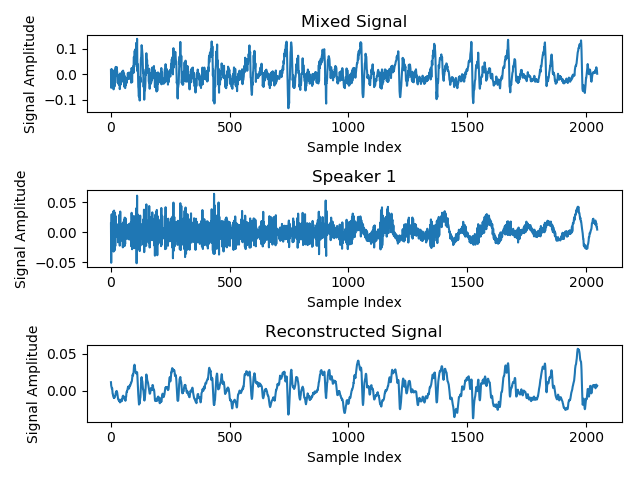 Mixed Signal
Signal Amplitude
0.1
0.0
−0.1
0 500 1000 1500 2000
Sample Index
Speaker 1
Signal Amplitude
0.05
0.00
−0.05
0 500 1000 1500 2000
Sample Index
Reconstructed Signal
Signal Amplitude
0.05
0.00
0 500 1000 1500 2000
Sample Index